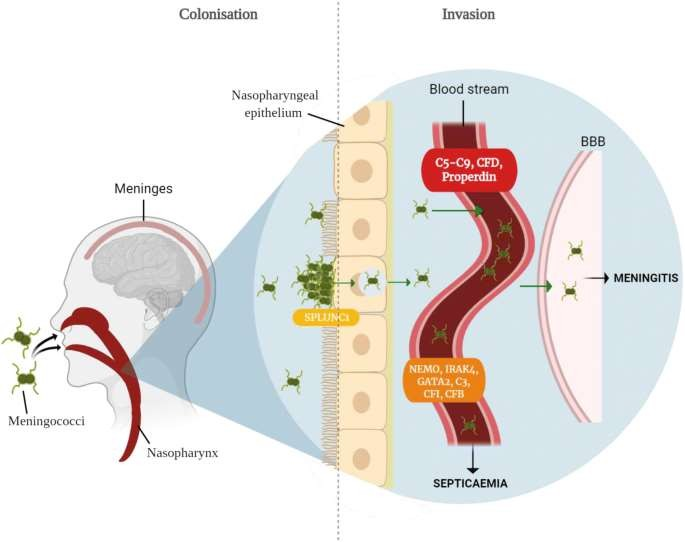 Colonisation
Invasion
Nasopharyngeal
epithelium
Blood stream
C5-C9, CFD,
Properdin
BBB
Meninges
MENINGITIS
SPLUNC1
NEMO, IRAK4,
GATA2, C3,
CFI, CFB
Meningococci
Nasopharynx
SEPTICAEMIA